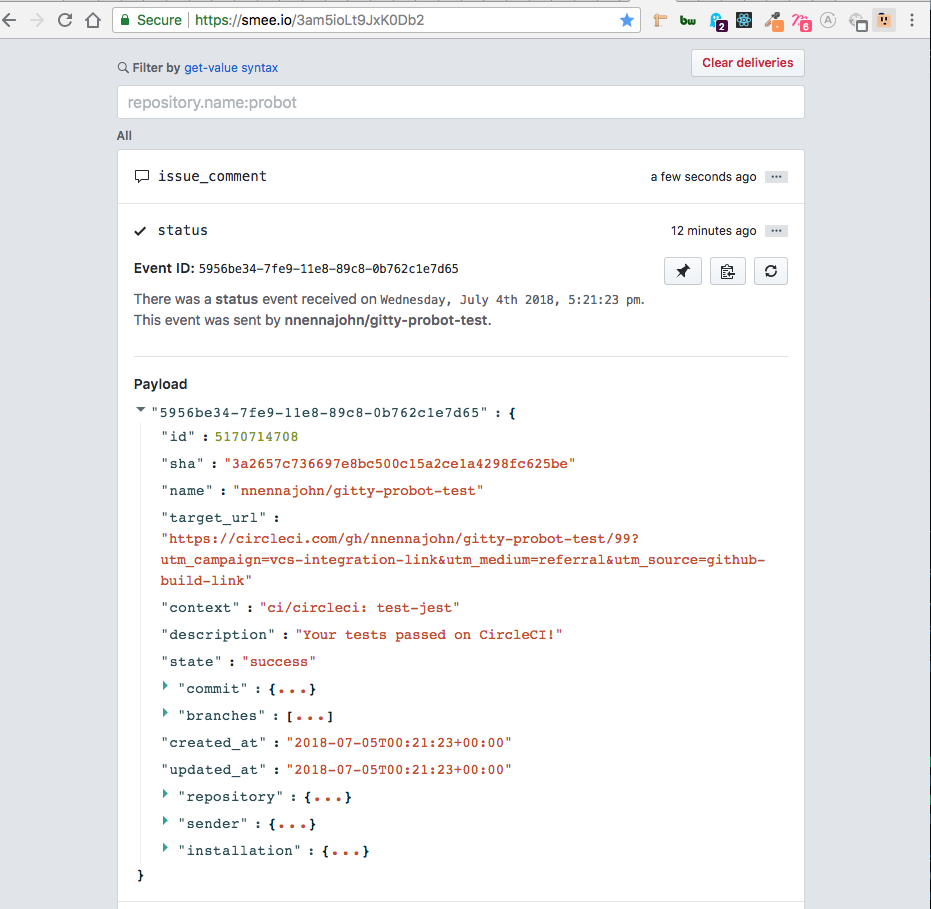 Secure | https://smee.io/3am5ioLt9JxK0Db2
bw
2
6
A
Filter by get-value syntax
Clear deliveries
repository.name:probot
All
issue_comment
a few seconds ago
status
12 minutes ago
Event ID: 5956be34-7fe9-11e8-89c8-0b762c1e7d65
There was a status event received on Wednesday, July 4th 2018, 5:21:23 pm.
This event was sent by nnennajohn/gitty-probot-test.
Payload
"5956be34-7fe9-11e8-89c8-0b762c1e7d65" : {
"id" : 5170714708
"sha" : "3a2657c736697e8bc500c15a2ce1a4298fc625be"
"name" : "nnennajohn/gitty-probot-test"
"target_url" :
"https://circleci.com/gh/nnennajohn/gitty-probot-test/99?
utm_campaign=vcs-integration-link&utm_medium=referral&utm_source=github-
build-link"
"context" : "ci/circleci: test-jest"
"description" : "Your tests passed on CircleCI!"
"state" : "success"
"commit" : {...}
"branches" : [...]
"created_at" : "2018-07-05T00:21:23+00:00"
"updated_at" : "2018-07-05T00:21:23+00:00"
"repository" : {...}
"sender" : {...}
"installation" : {...}
}